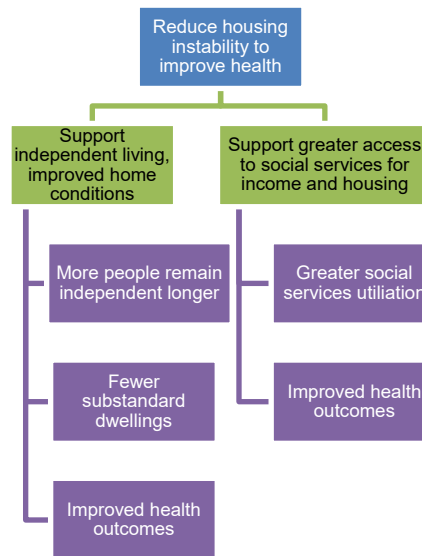 Reduce housing
instability to
improve health
Support
independent living,
improved home
conditions
Support greater access
to social services for
income and housing
More people remain
independent longer
Greater social
services utiliation
Fewer
substandard
dwellings
Improved health
outcomes
Improved health
outcomes